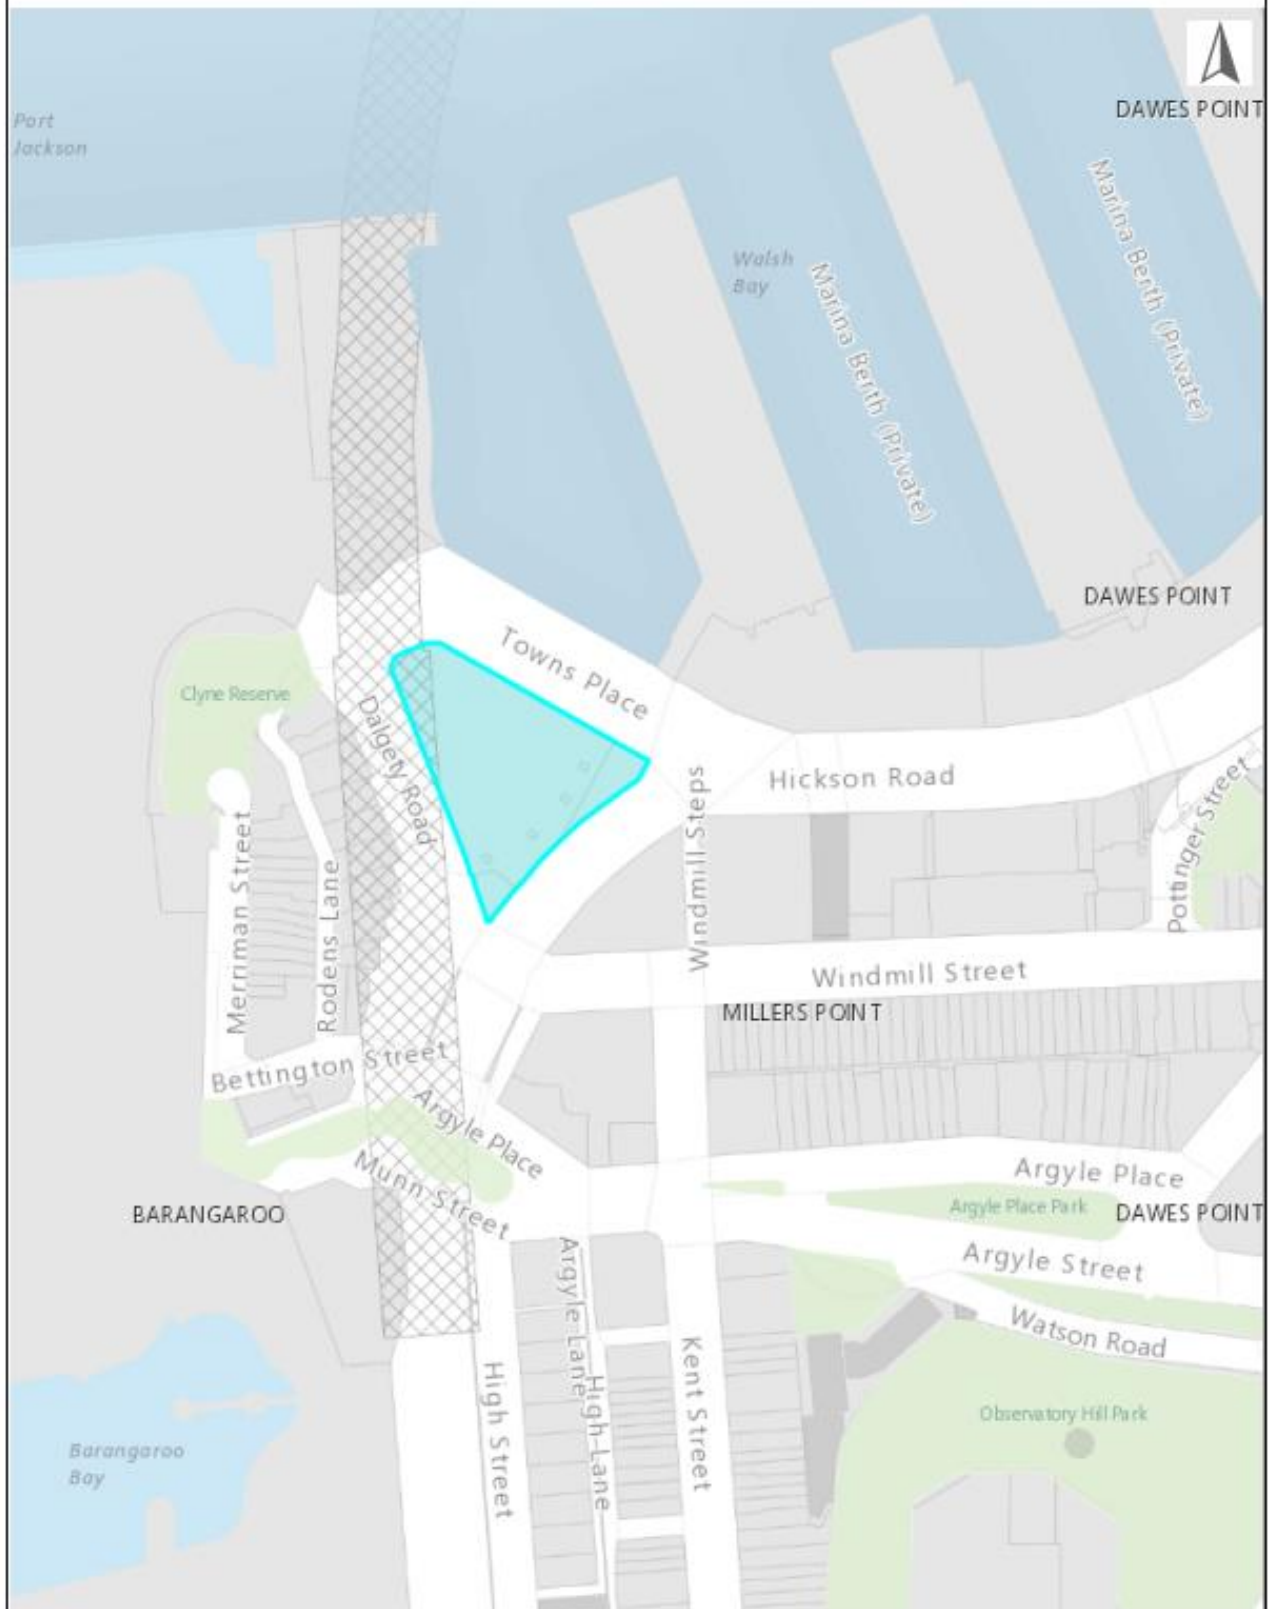 DAWES POINT
Port
Jackson
Marina Berth (Private)
Walsh
Bay
Marina Berth (Private)
DAWES POINT
Towns Place
Clyne Reserve
Dalgety Road
Hickson Road
Windmill Steps
Pottinger Street
Merriman Street
Rodens Lane
Windmill Street
MILLERS POINT
Bettington Street
Argyle Place
Munn Street
Argyle Place
Argyle Place Park
DAWES POINT
BARANGAROO
Argyle Street
Argyle Lane
Watson Road
High Street
High Lane
Kent Street
Observatory Hill Park
Barangaroo
Bay